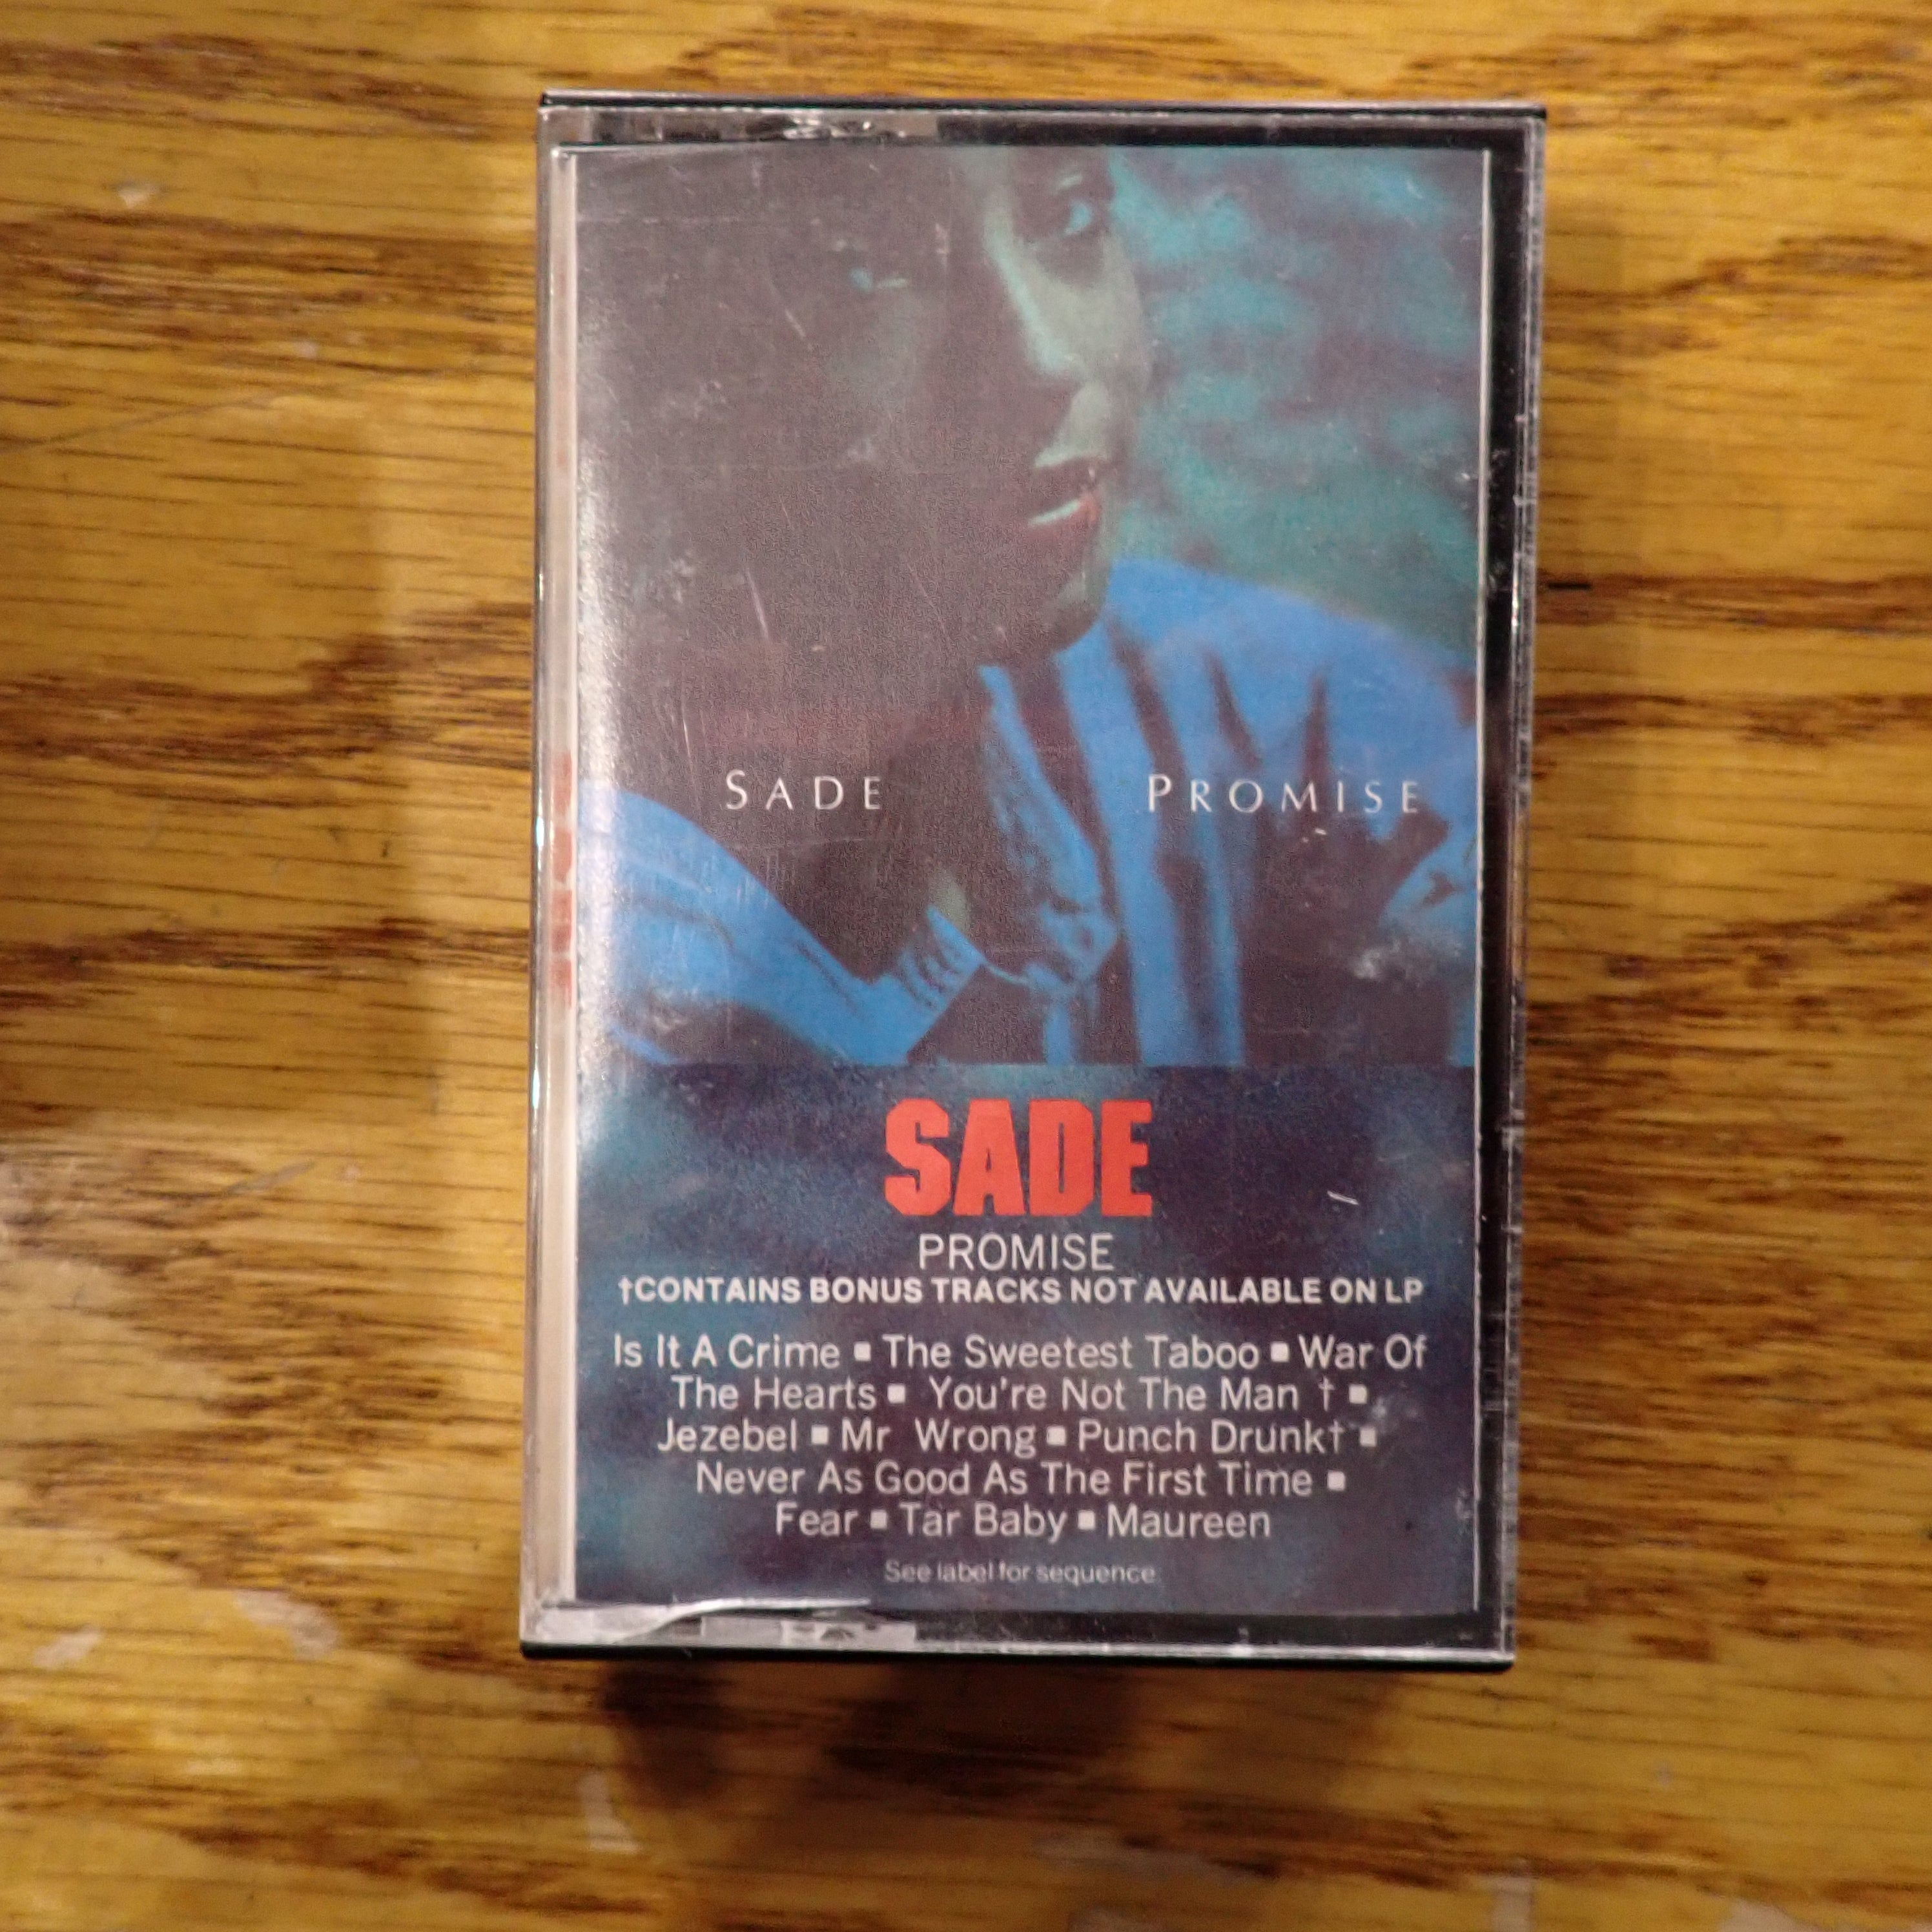 SADE PROMISE
SADE
PROMISE
†CONTAINS BONUS TRACKS NOT AVAILABLE ON LP
Is It A Crime ▪ The Sweetest Taboo ▪ War Of
The Hearts ▪ You're Not The Man † ▪
Jezebel ▪ Mr Wrong ▪ Punch Drunk† ▪
Never As Good As The First Time ▪
Fear ▪ Tar Baby ▪ Maureen
See label for sequence